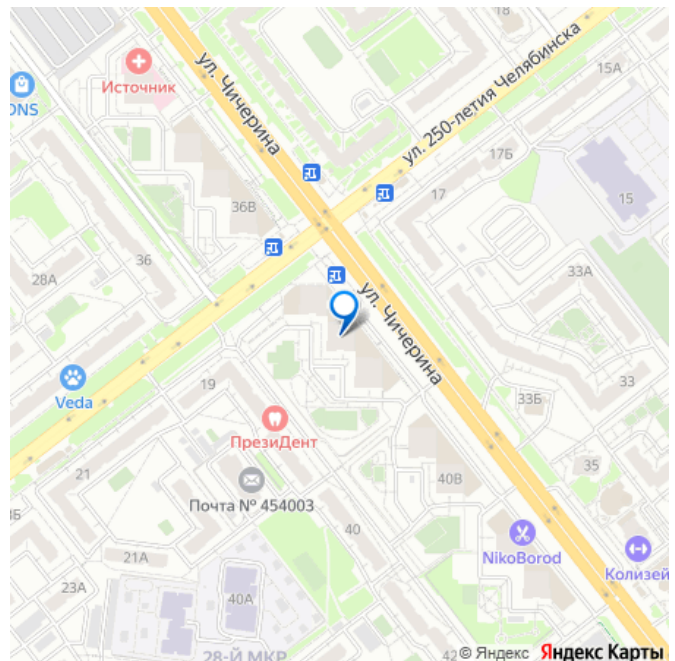 15А
Источник
DNS
ул. Чичерина
ул. 250-летия Челябинска
17Б
17
15
36В
36
28А
33А
ул. Чичерина
33
33Б
19
Veda
ПрезиДент
35
21
40В
Почта № 454003
40
NikoBorod
Колизей
21А
23А
40А
28-Й МКР
42
© Яндекс Яндекс Карты